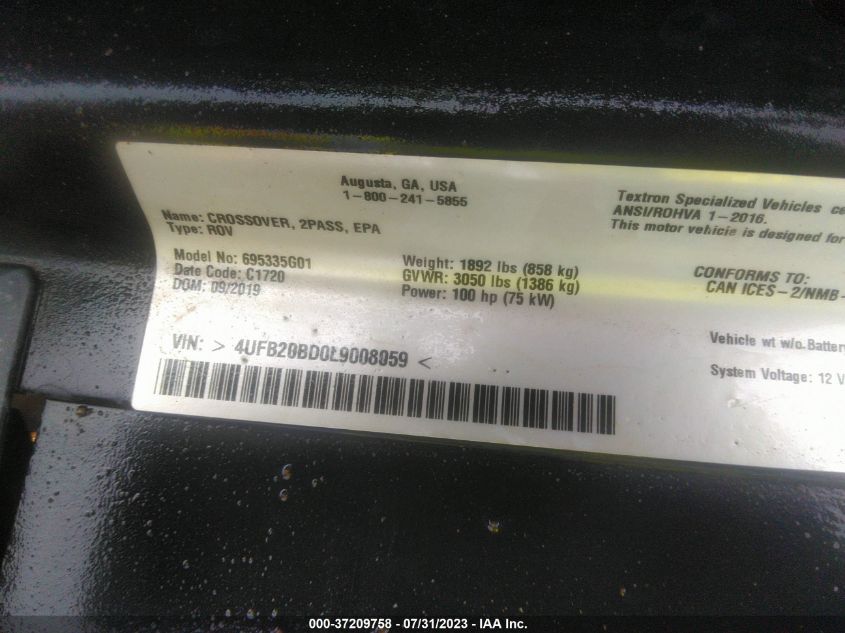 Augusta, GA, USA
1-800-241-5855
Name: CROSSOVER, 2PASS, EPA
Type: ROV
Model No: 695335G01
Date Code: C1720
DOM: 09/2019
Weight: 1892 lbs (858 kg)
GVWR: 3050 lbs (1386 kg)
Power: 100 hp (75 kW)
Textron Specialized Vehicles ce
ANSI/ROHVA 1-2016.
This motor vehicle is designed for
CONFORMS TO:
CAN ICES-2/NMB-
VIN: > 4UFB20BD0L9008059 <
Vehicle wt w/o.Batter
System Voltage: 12 V
000-37209758 - 07/31/2023 - IAA Inc.